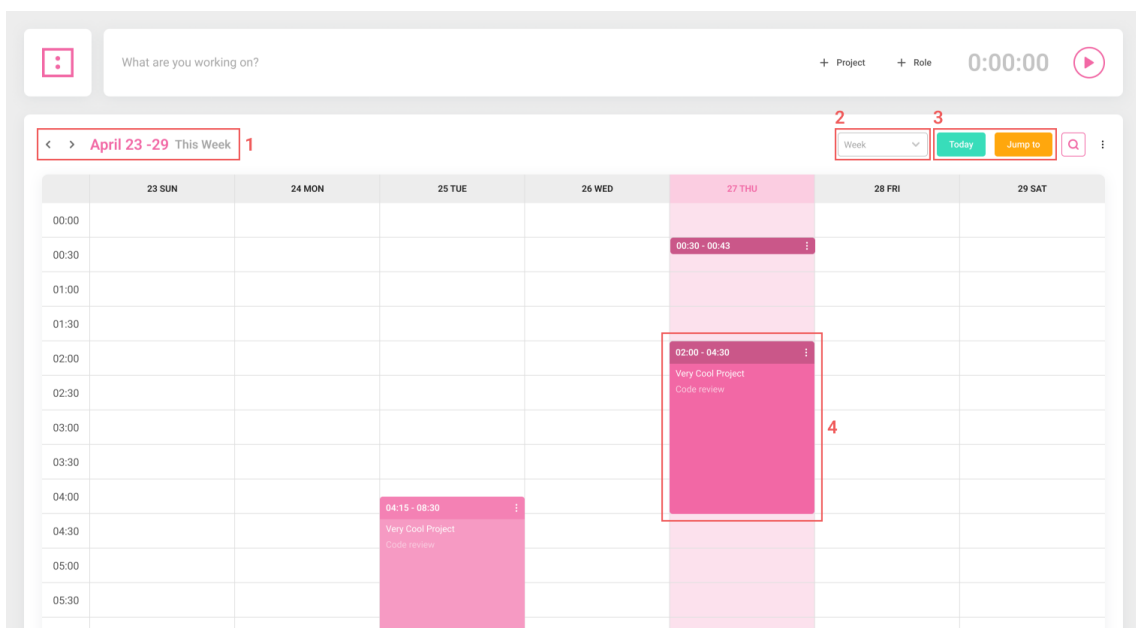 What are you working on?
+ Project
+ Role
0:00:00
April 23 -29 This Week
1
2
Week
3
Today
Jump to
23 SUN
24 MON
25 TUE
26 WED
27 THU
28 FRI
29 SAT
00:00
00:30
00:30 - 00:43
01:00
01:30
02:00
02:00 - 04:30
Very Cool Project
Code review
02:30
03:00
4
03:30
04:00
04:15 - 08:30
04:30
Very Cool Project
Code review
05:00
05:30